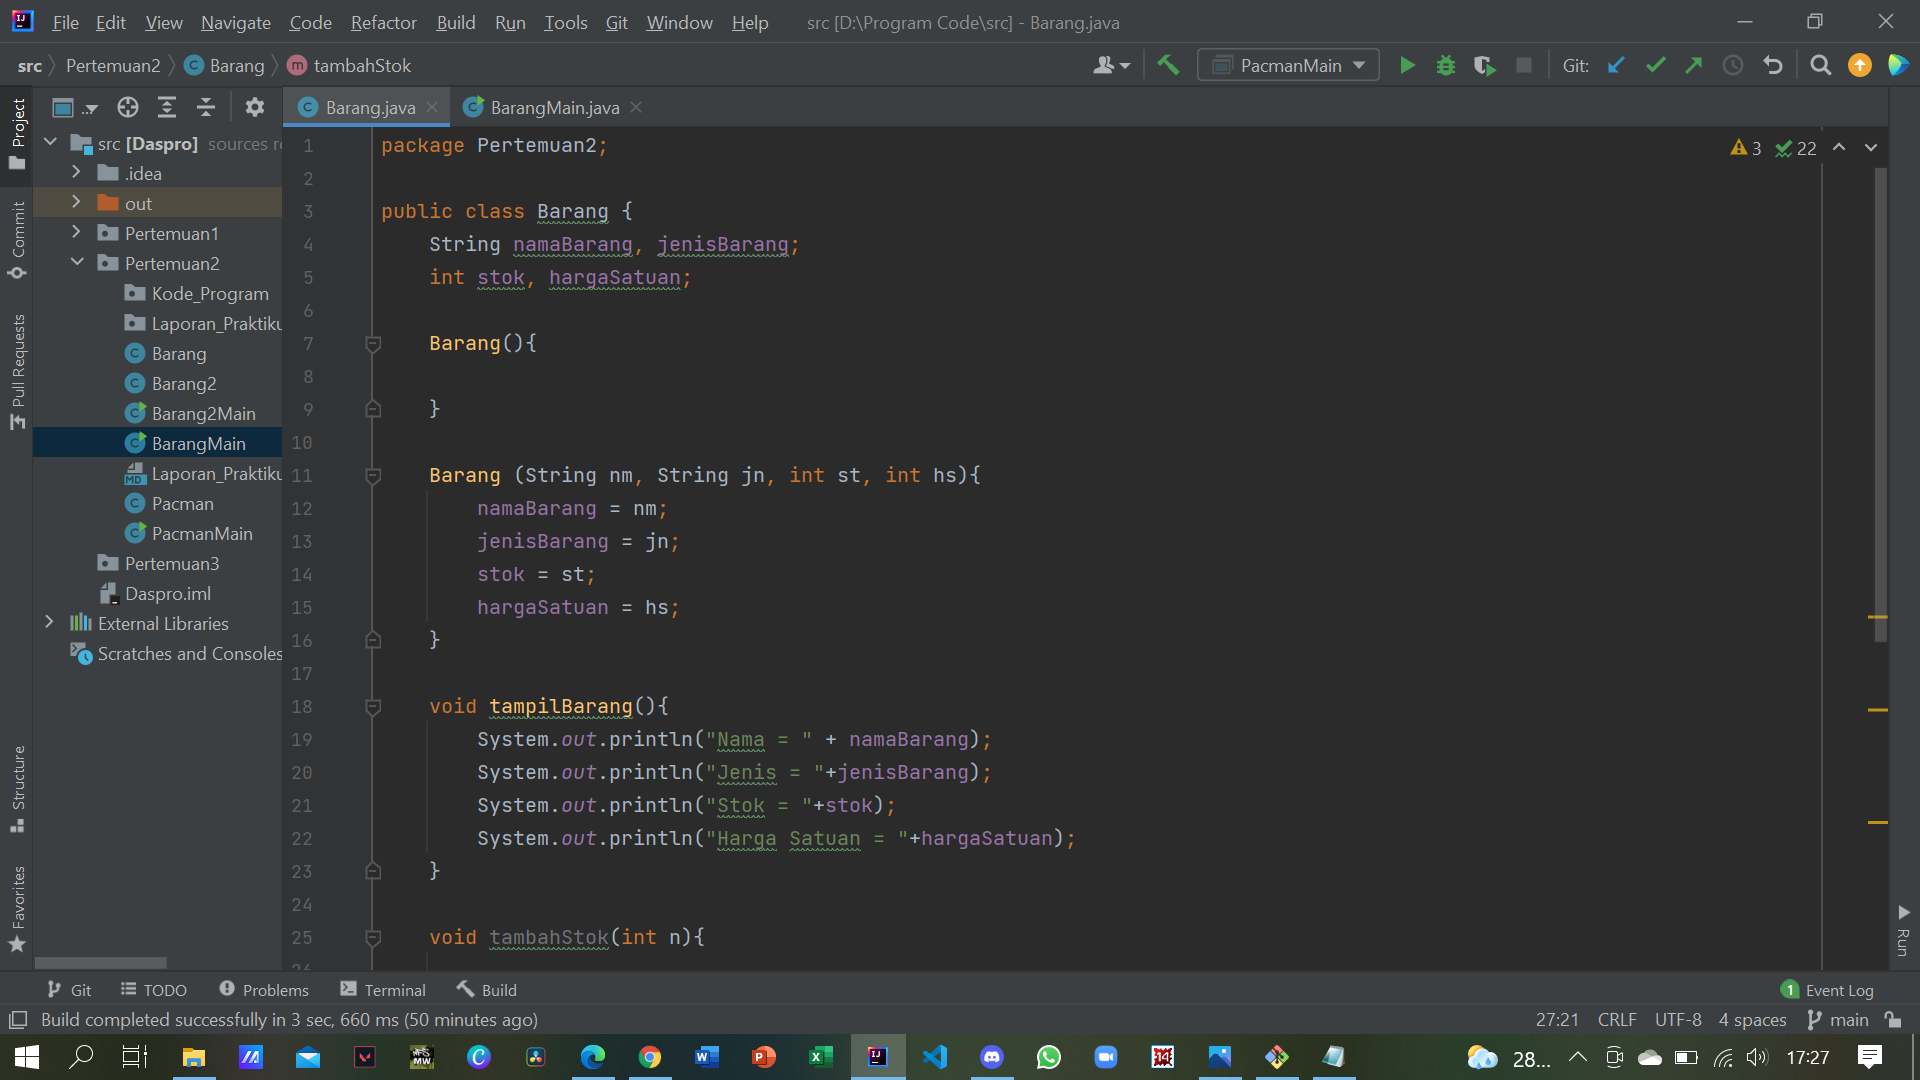 File Edit View Navigate Code Refactor Build Run Tools Git Window Help src [D:\Program Code\src] - Barang.java
src Pertemuan2 Barang tambahStok PacmanMain Git:
Project
Commit
Pull Requests
Structure
Favorites
src [Daspro] sources
.idea
out
Pertemuan1
Pertemuan2
Kode_Program
Laporan_Praktiku
Barang
Barang2
Barang2Main
BarangMain
Laporan_Praktiku
Pacman
PacmanMain
Pertemuan3
Daspro.iml
External Libraries
Scratches and Consoles
Barang.java BarangMain.java
3 22
1 package Pertemuan2;
2
3 public class Barang {
4 String namaBarang, jenisBarang;
5 int stok, hargaSatuan;
6
7 Barang(){
8
9 }
10
11 Barang (String nm, String jn, int st, int hs){
12 namaBarang = nm;
13 jenisBarang = jn;
14 stok = st;
15 hargaSatuan = hs;
16 }
17
18 void tampilBarang(){
19 System.out.println("Nama = " + namaBarang);
20 System.out.println("Jenis = "+jenisBarang);
21 System.out.println("Stok = "+stok);
22 System.out.println("Harga Satuan = "+hargaSatuan);
23 }
24
25 void tambahStok(int n){
Run
Git TODO Problems Terminal Build 1 Event Log
Build completed successfully in 3 sec, 660 ms (50 minutes ago) 27:21 CRLF UTF-8 4 spaces main
28... 17:27